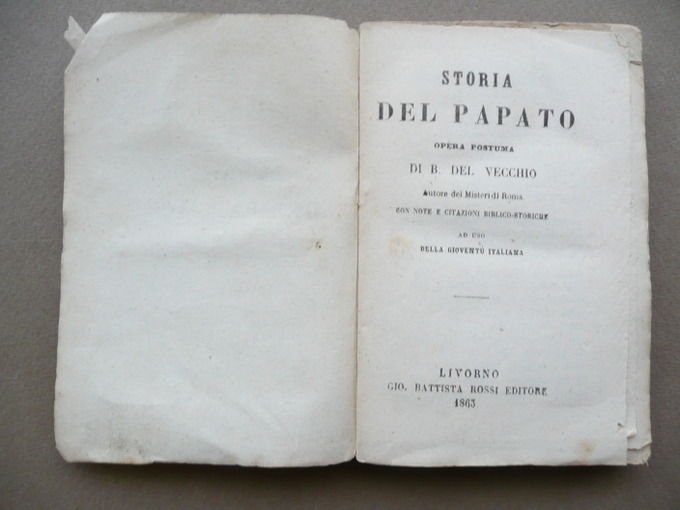 STORIA
DEL PAPATO
OPERA POSTUMA
DI B. DEL VECCHIO
Autore dei Misteri di Roma
CON NOTE E CITAZIONI BIBLICO-STORICHE
AD USO
DELLA GIOVENTÙ ITALIANA
LIVORNO
GIO. BATTISTA ROSSI EDITORE
1863